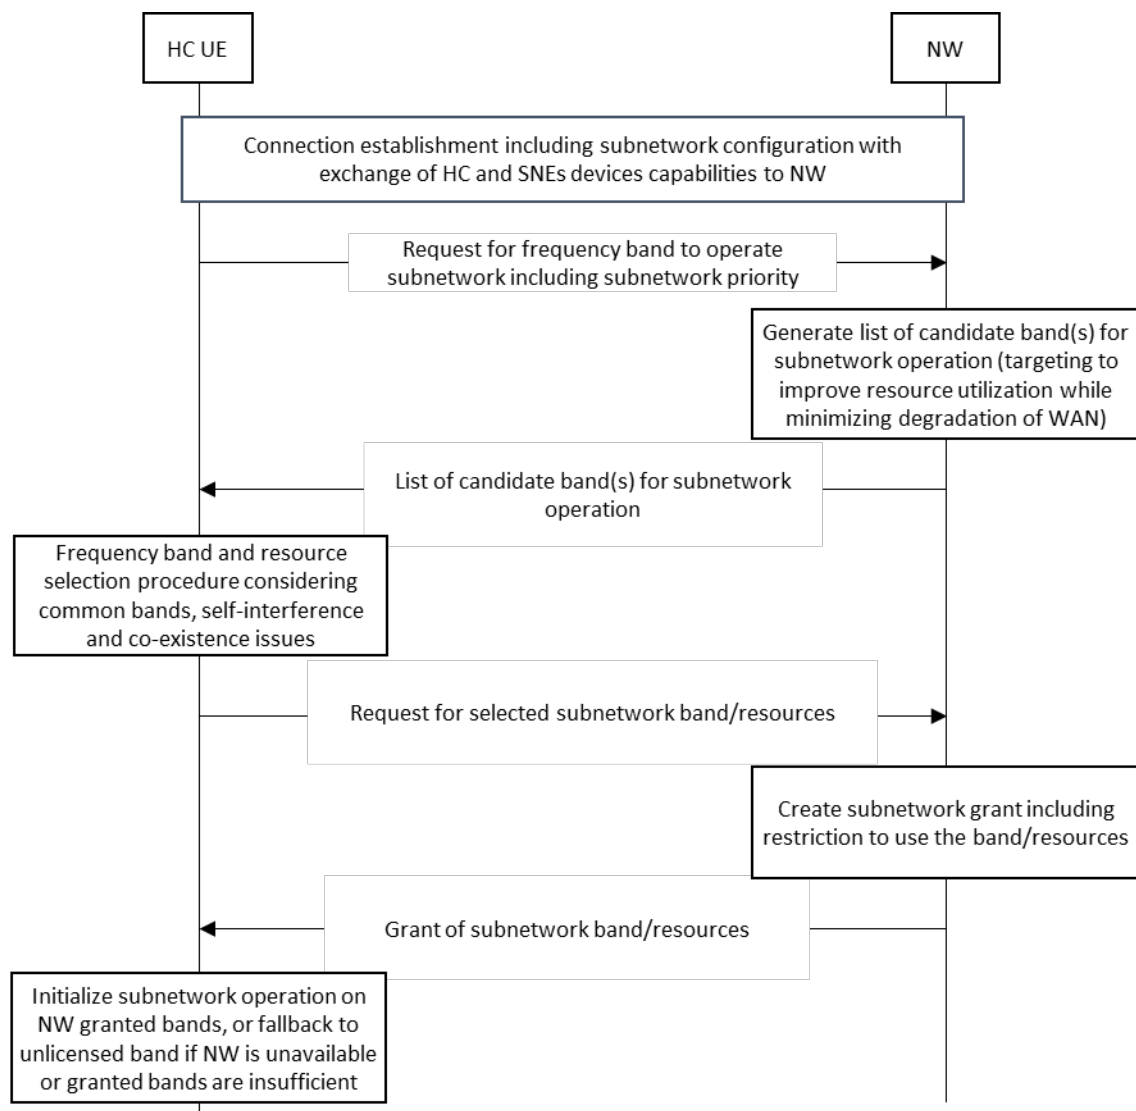 HC UE
NW
Connection establishment including subnetwork configuration with
exchange of HC and SNEs devices capabilities to NW
Request for frequency band to operate
subnetwork including subnetwork priority
Generate list of candidate band(s) for
subnetwork operation (targeting to
improve resource utilization while
minimizing degradation of WAN)
List of candidate band(s) for subnetwork
operation
Frequency band and resource
selection procedure considering
common bands, self-interference
and co-existence issues
Request for selected subnetwork band/resources
Create subnetwork grant including
restriction to use the band/resources
Grant of subnetwork band/resources
Initialize subnetwork operation on
NW granted bands, or fallback to
unlicensed band if NW is unavailable
or granted bands are insufficient